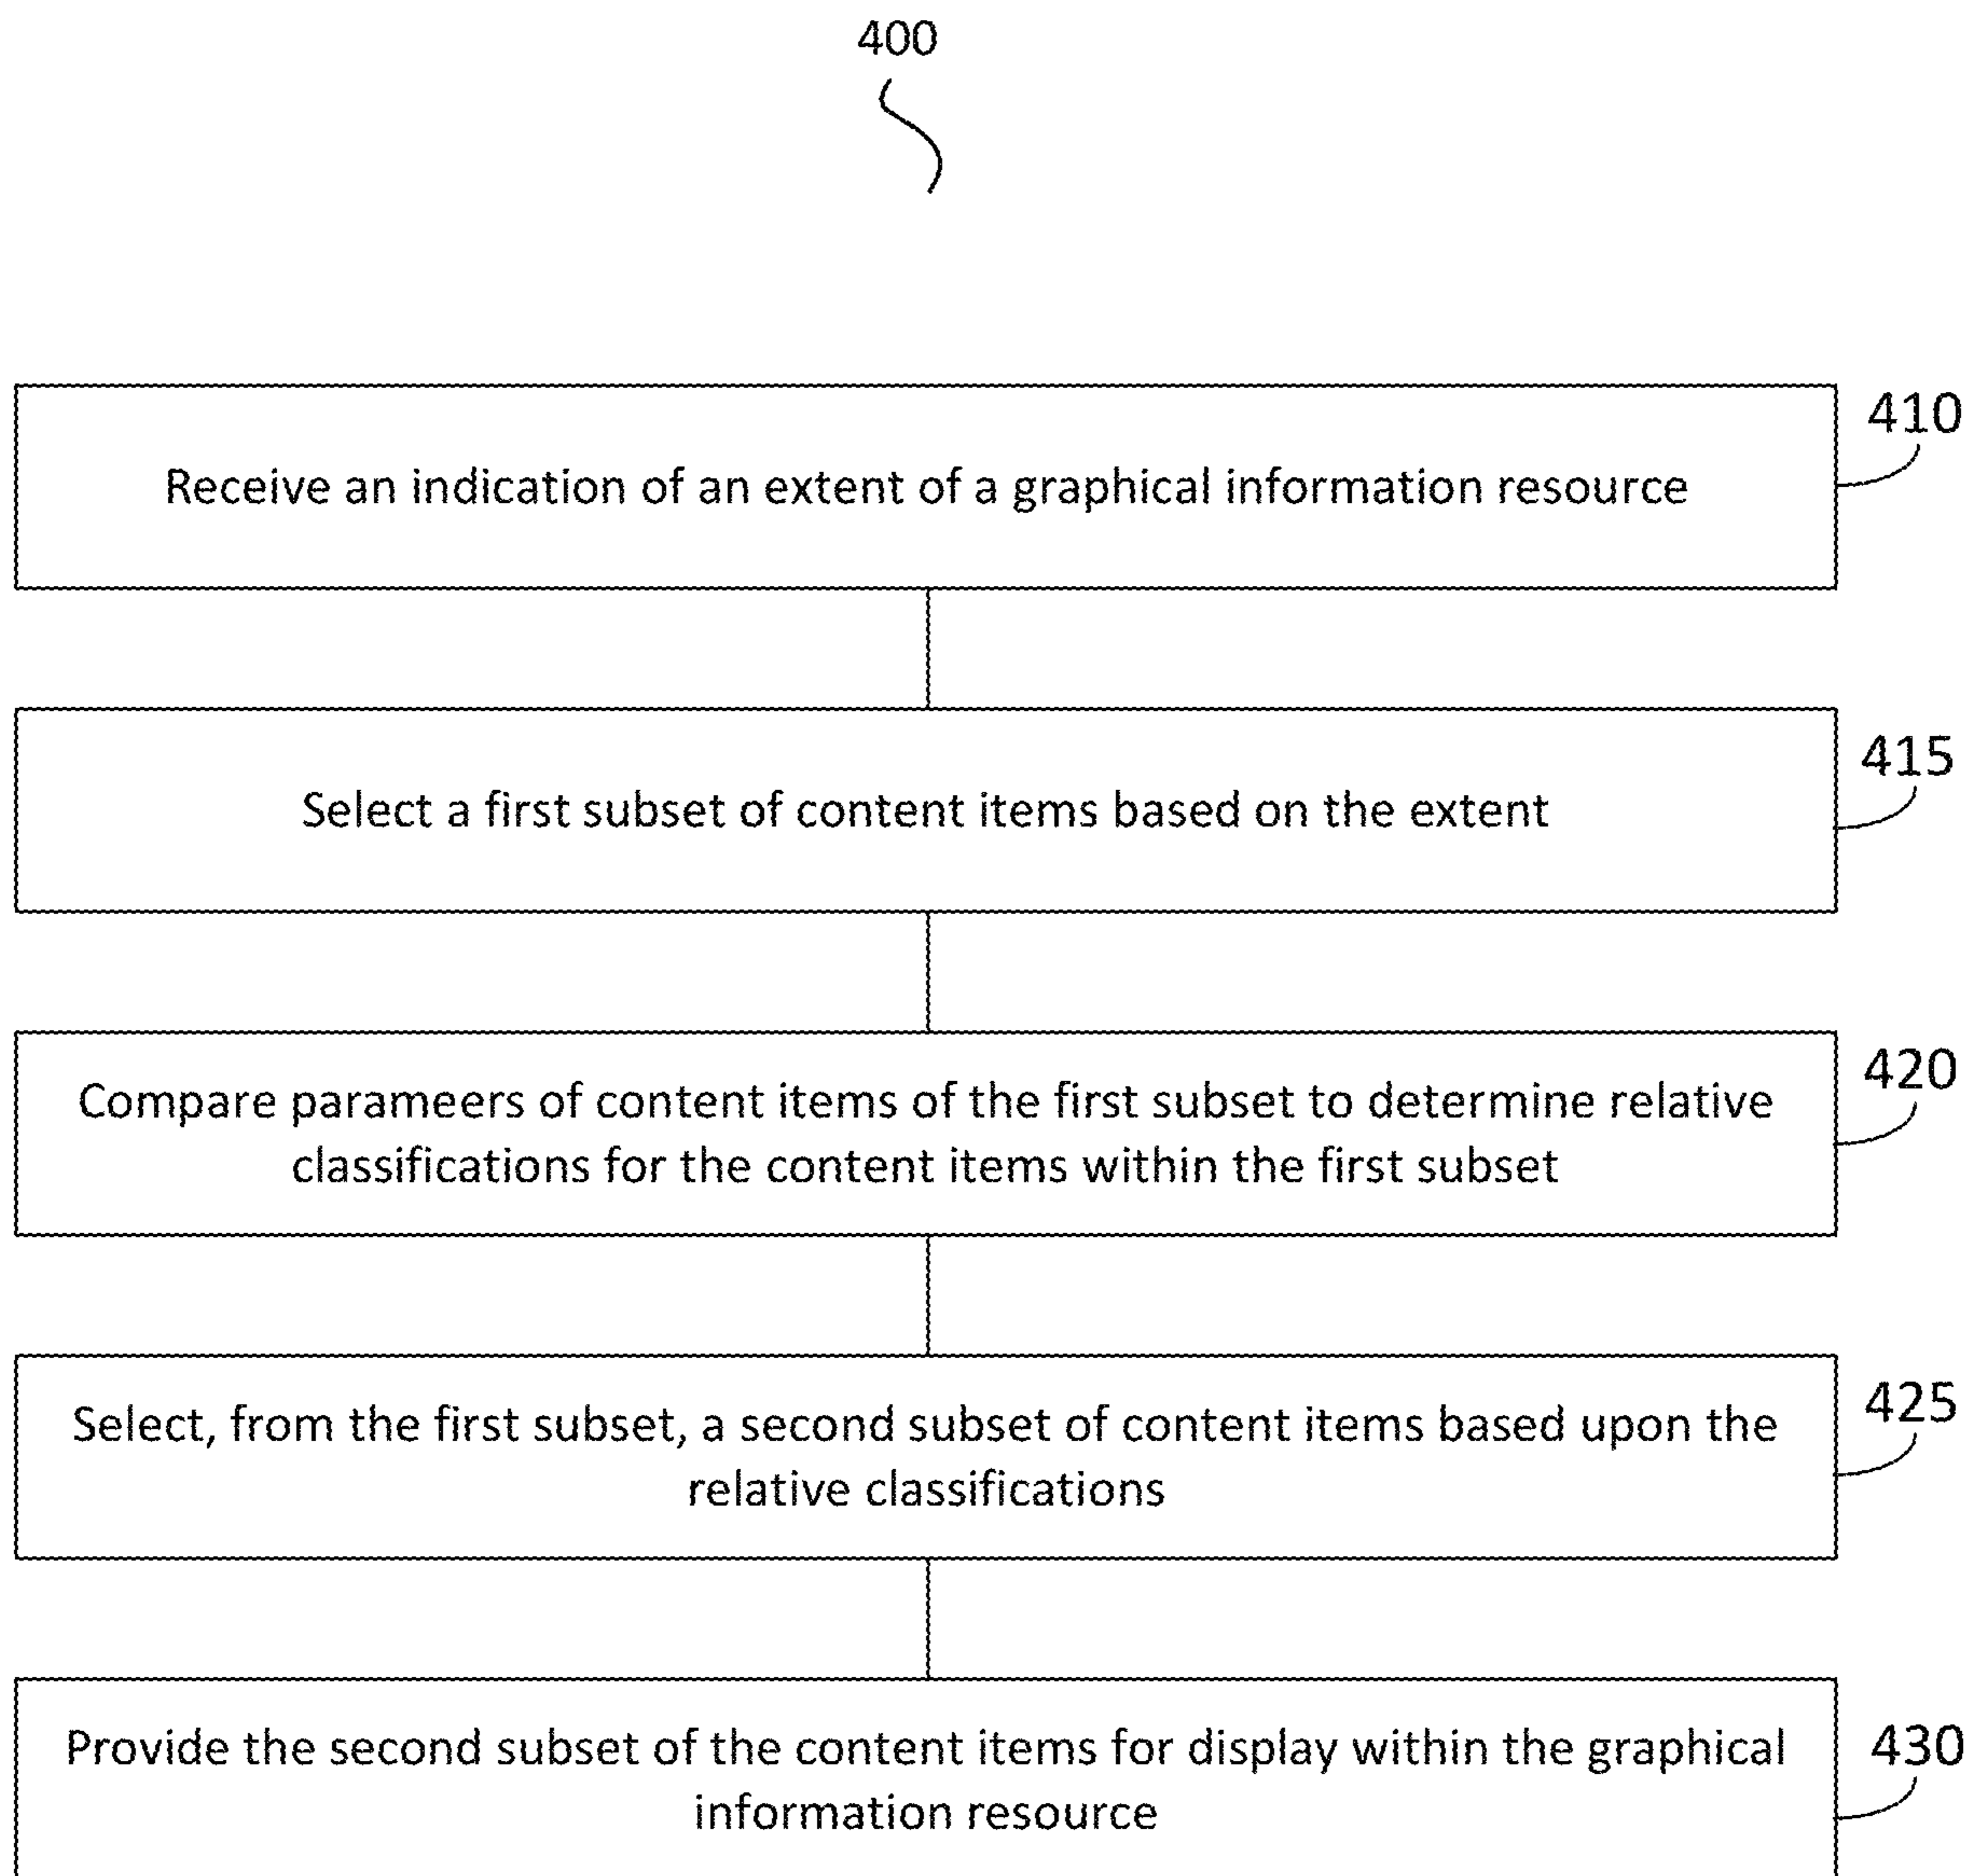 400
410
Receive an indication of an extent of a graphical information resource
415
Select a first subset of content items based on the extent
420
Compare parameers of content items of the first subset to determine relative
classifications for the content items within the first subset
425
Select, from the first subset, a second subset of content items based upon the
relative classifications
430
Provide the second subset of the content items for display within the graphical
information resource